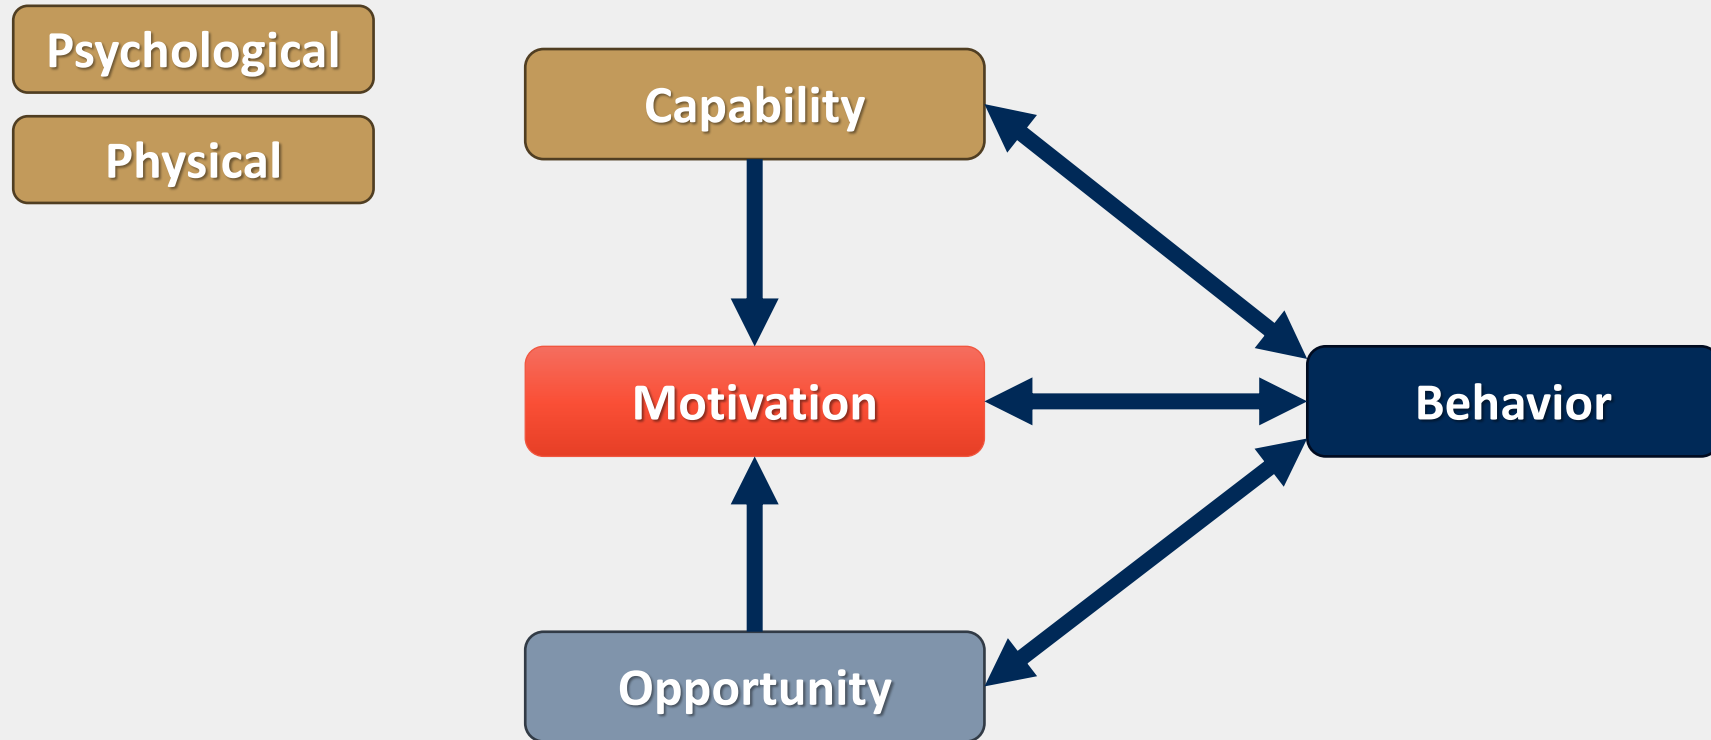 Psychological
Physical
Capability
Motivation
Behavior
Opportunity